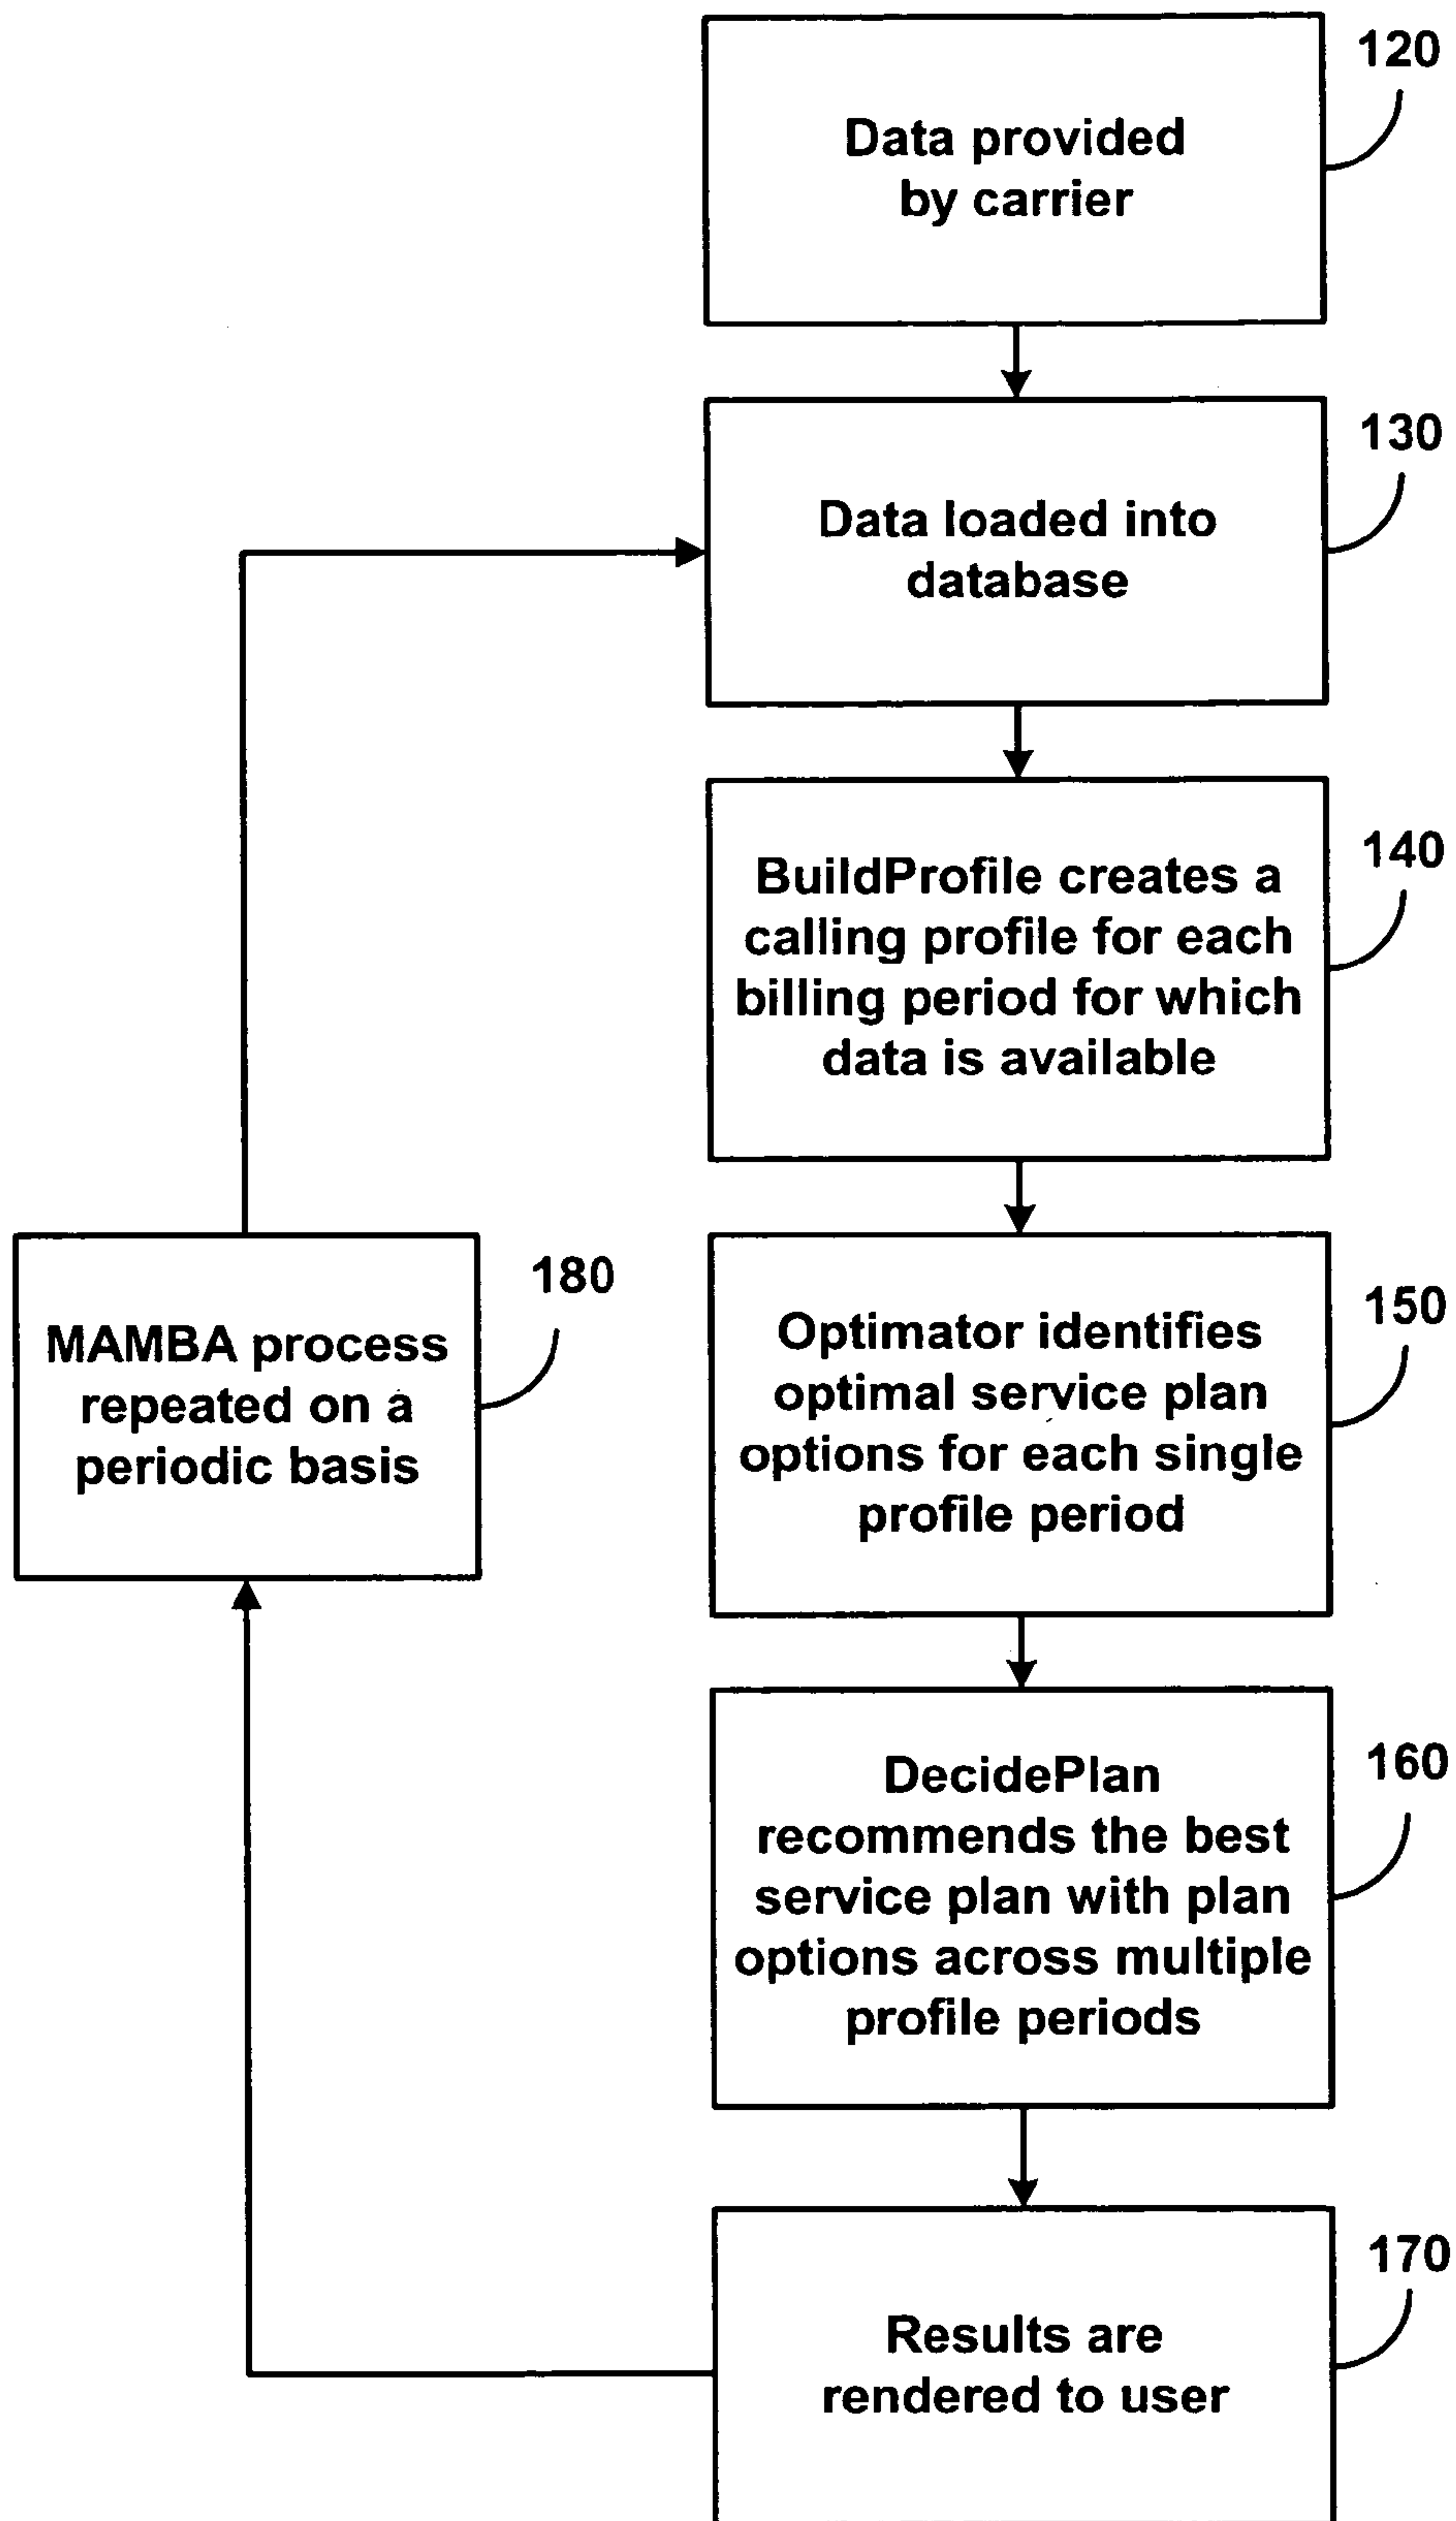 120
Data provided
by carrier
130
Data loaded into
database
140
BuildProfile creates a
calling profile for each
billing period for which
data is available
180
MAMBA process
repeated on a
periodic basis
150
Optimator identifies
optimal service plan
options for each single
profile period
160
DecidePlan
recommends the best
service plan with plan
options across multiple
profile periods
170
Results are
rendered to user